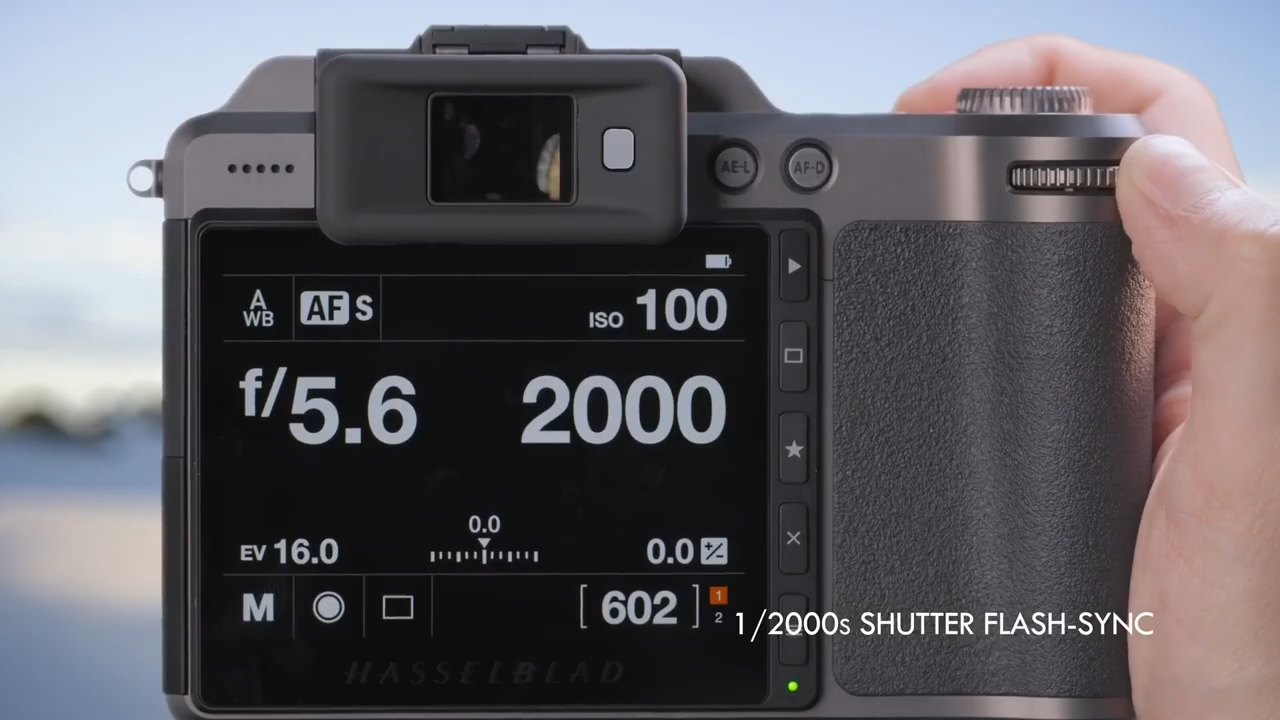 AE-L
AF-D
A
WB
AF S
ISO 100
f/5.6
2000
0.0
EV 16.0
0.0
M
[602]
1
2
1/2000s SHUTTER FLASH-SYNC
HASSELBLAD